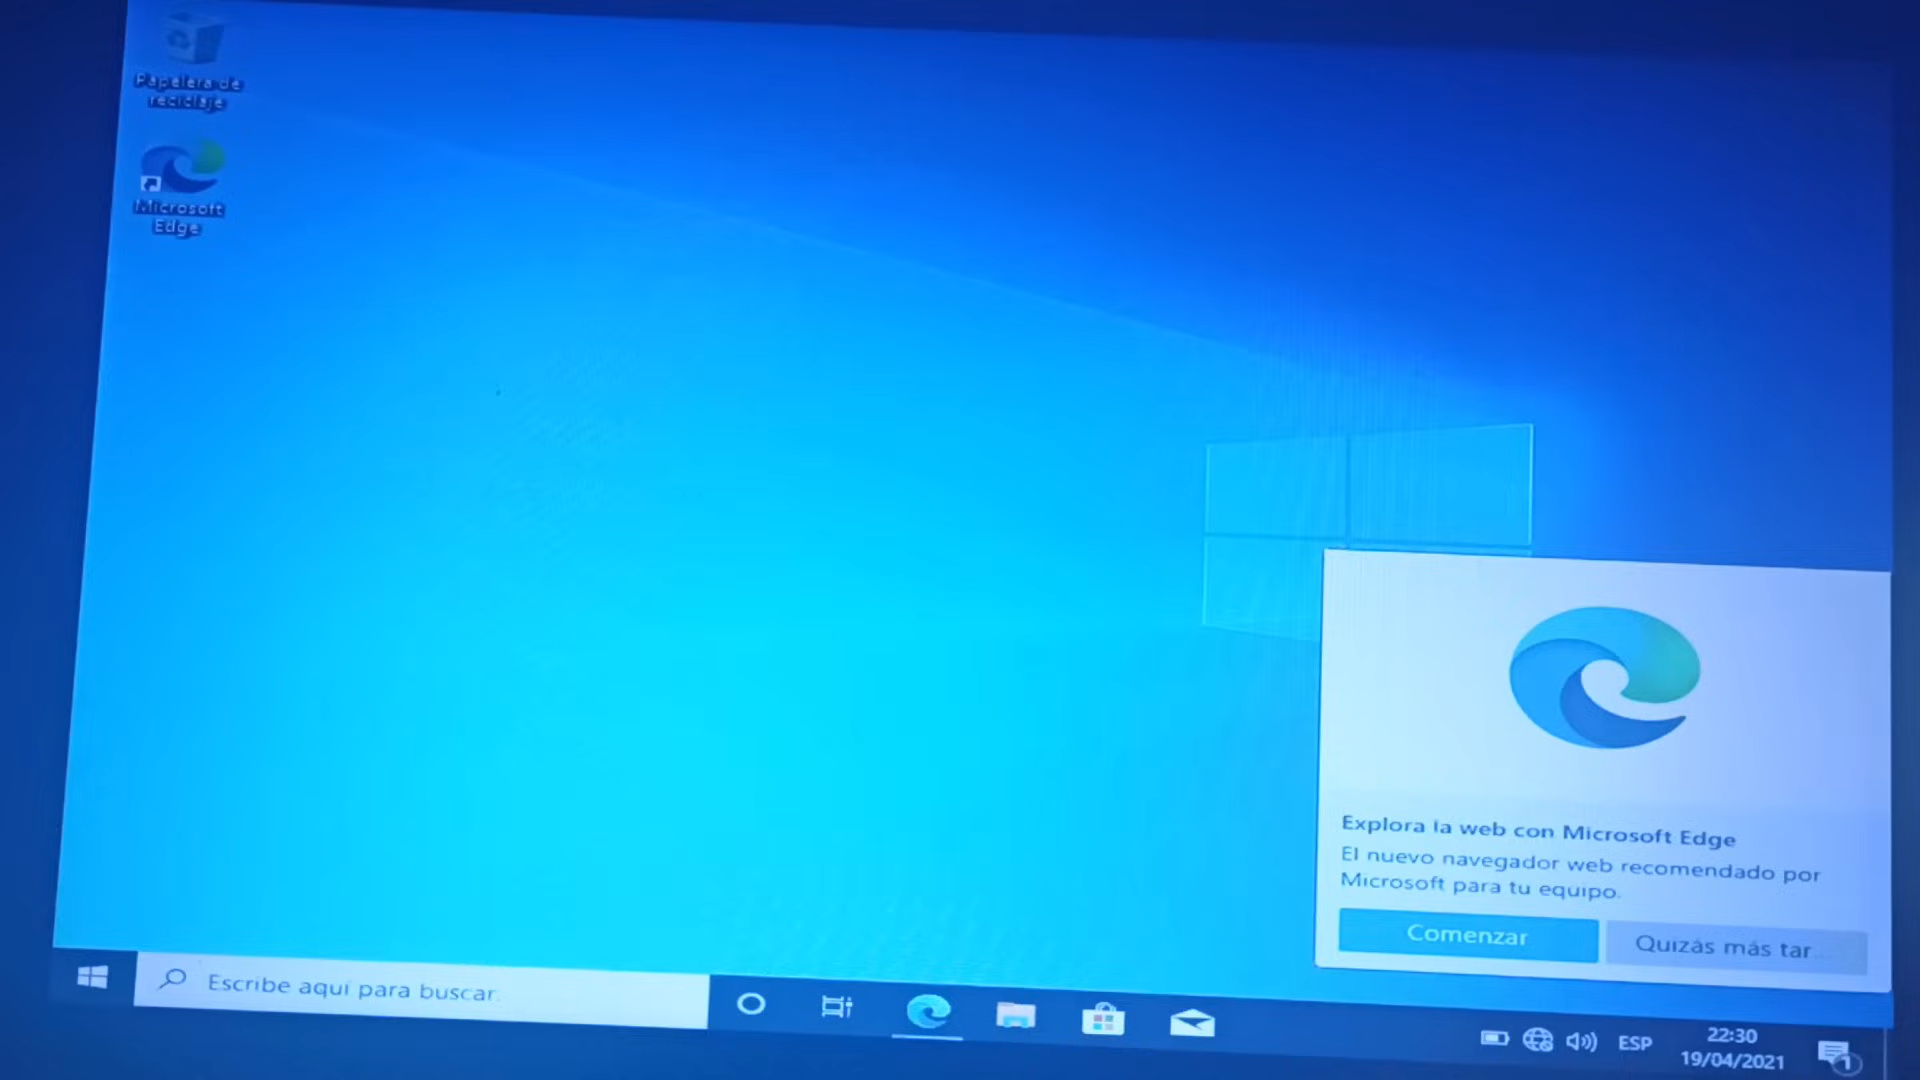 Papelera de
reciclaje
Microsoft
Edge
Explora la web con Microsoft Edge
El nuevo navegador web recomendado por
Microsoft para tu equipo.
Comenzar
Quizás más tar...
Escribe aquí para buscar.
ESP
22:30
19/04/2021
1